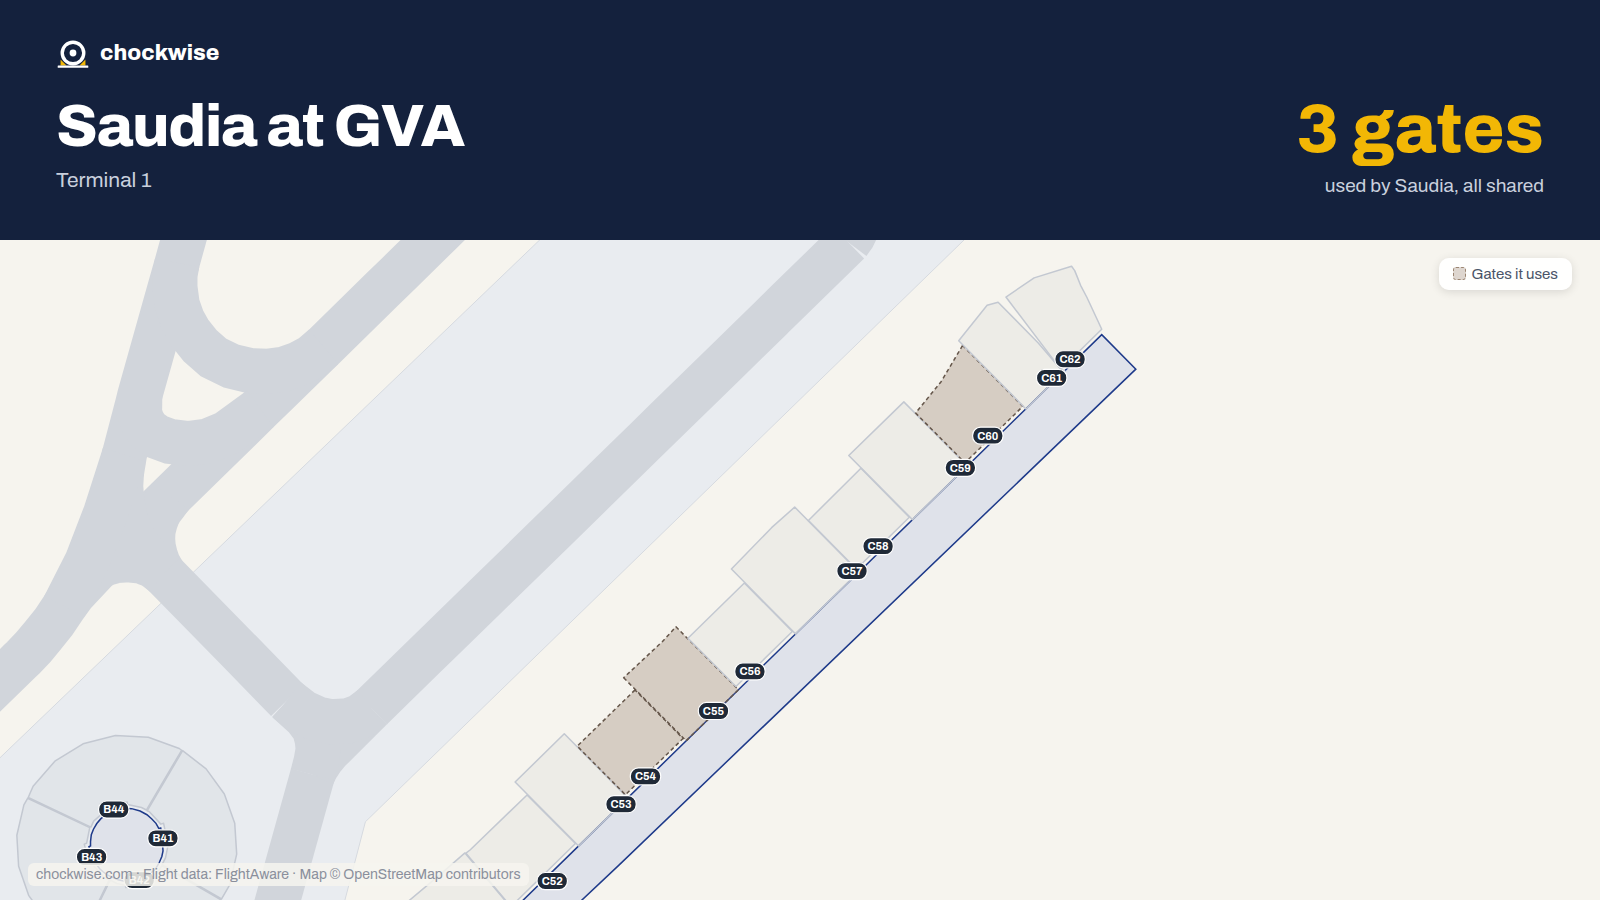 chockwise
Saudia at GVA
Terminal 1
3 gates
used by Saudia, all shared
Gates it uses
C62
C61
C60
C59
C58
C57
C56
C55
C54
C53
C52
B44
B41
B43
chockwise.com · Flight data: FlightAware · Map © OpenStreetMap contributors